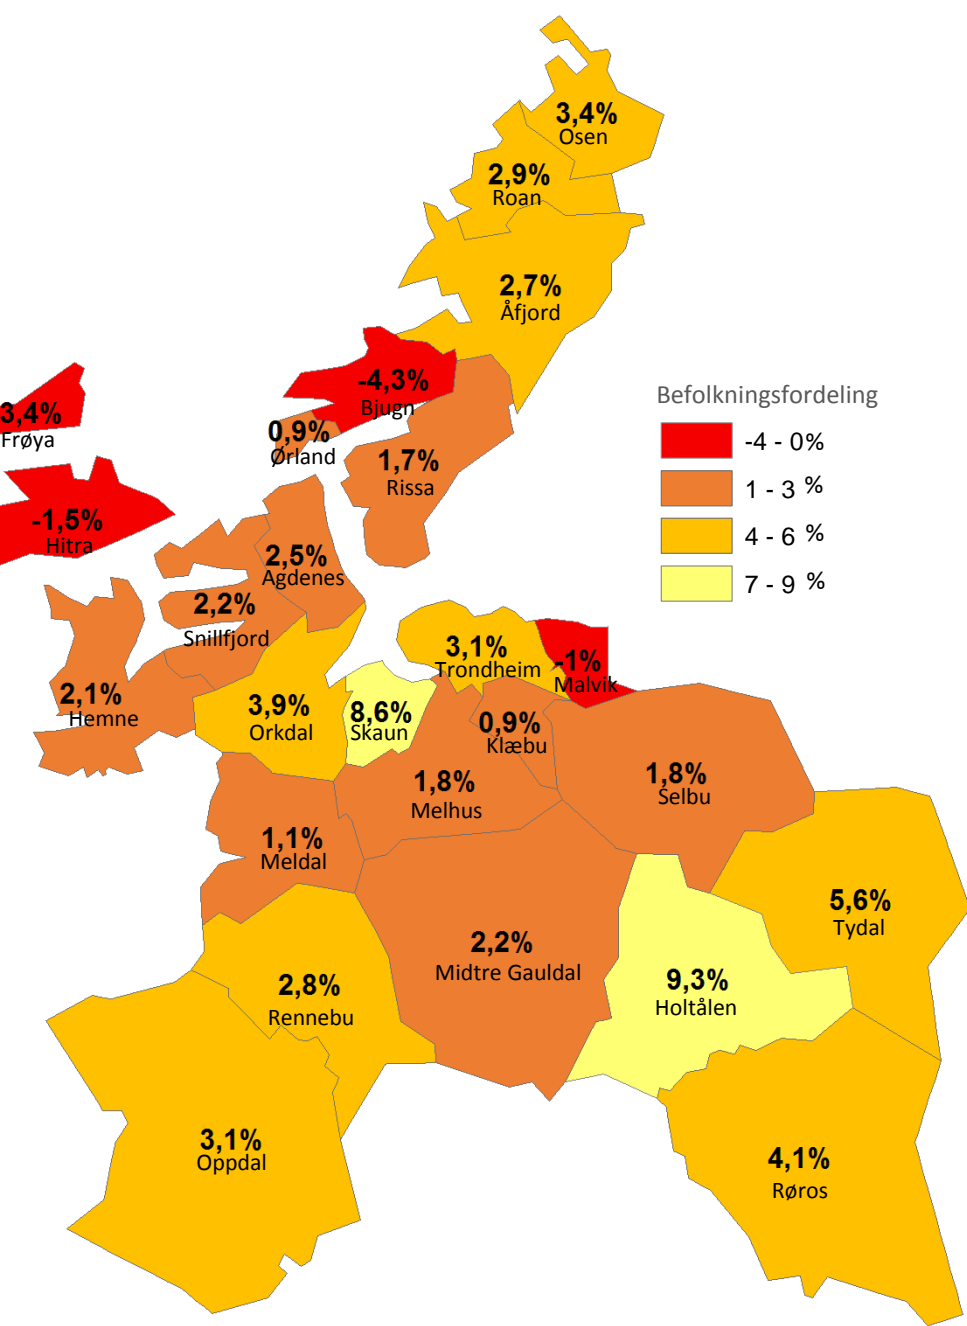 3,4%
Osen
2,9%
Roan
2,7%
Åfjord
-4,3%
Bjugn
3,4%
Frøya
0,9%
Ørland
1,7%
Rissa
Befolkningsfordeling
-4 - 0%
1 - 3 %
4 - 6 %
7 - 9 %
-1,5%
Hitra
2,5%
Agdenes
2,2%
Snillfjord
3,1%
Trondheim
-1%
Malvik
2,1%
Hemne
3,9%
Orkdal
8,6%
Skaun
0,9%
Klæbu
1,8%
Melhus
1,8%
Selbu
1,1%
Meldal
5,6%
Tydal
2,2%
Midtre Gauldal
9,3%
Holtålen
2,8%
Rennebu
3,1%
Oppdal
4,1%
Røros